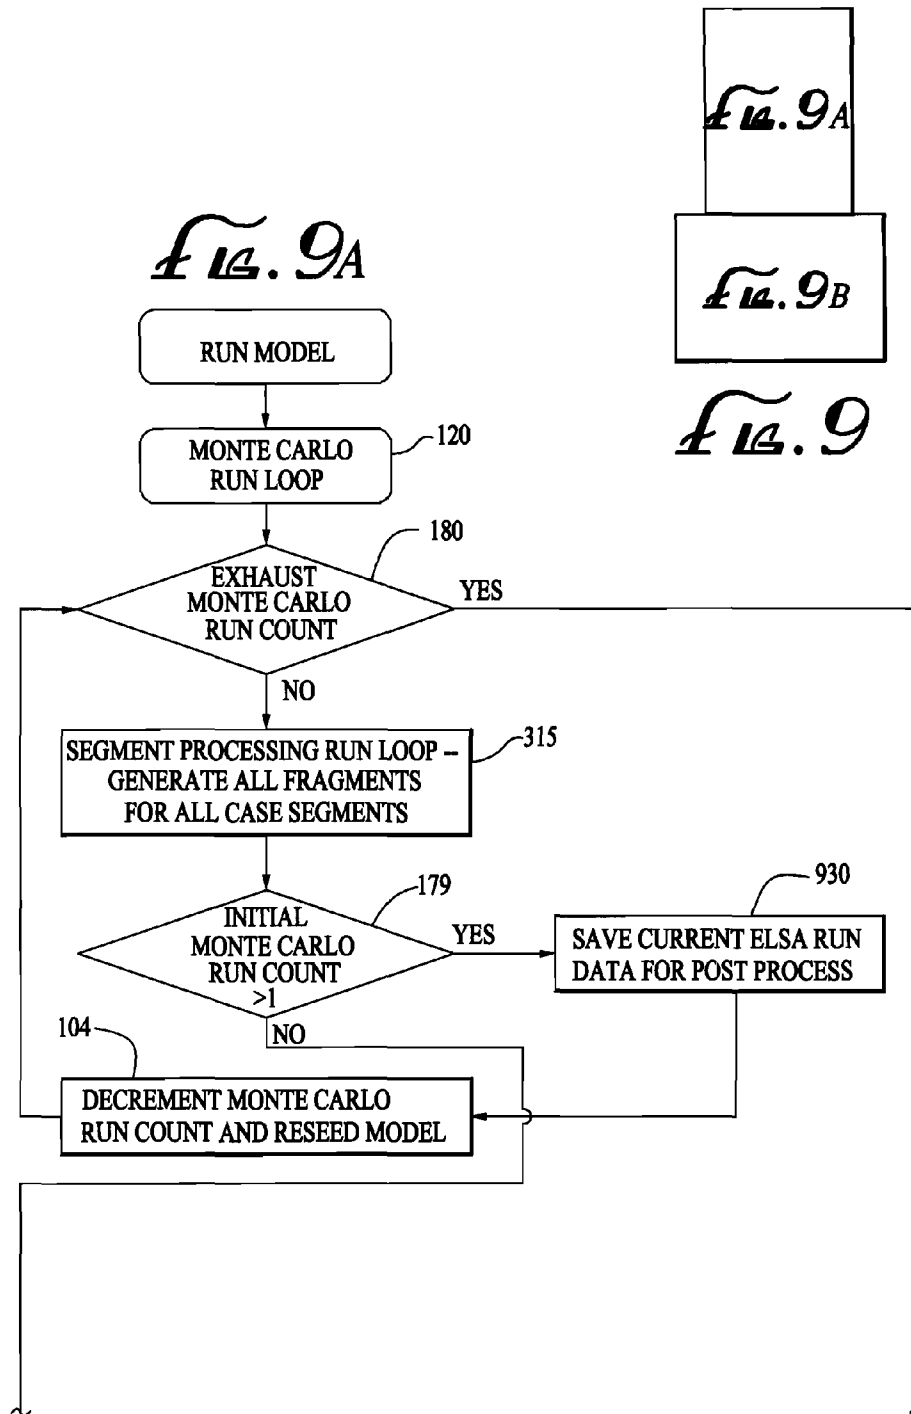 FIG. 9A
FIG. 9B
FIG. 9
FIG. 9A
RUN MODEL
MONTE CARLO
RUN LOOP
120
EXHAUST
MONTE CARLO
RUN COUNT
180
YES
NO
SEGMENT PROCESSING RUN LOOP –
GENERATE ALL FRAGMENTS
FOR ALL CASE SEGMENTS
315
INITIAL
MONTE CARLO
RUN COUNT
>1
179
YES
NO
SAVE CURRENT ELSA RUN
DATA FOR POST PROCESS
930
104
DECREMENT MONTE CARLO
RUN COUNT AND RESEED MODEL